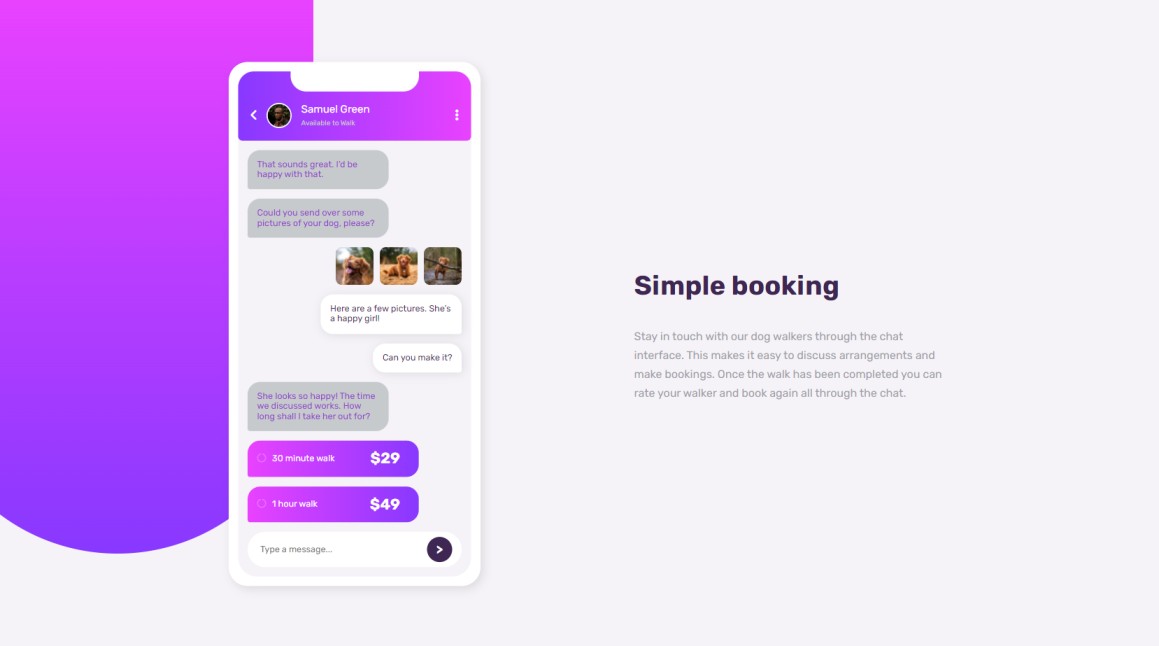 Samuel Green
Available to Walk
That sounds great. I'd be
happy with that.
Could you send over some
pictures of your dog, please?
Here are a few pictures. She's
a happy girl!
Can you make it?
She looks so happy! The time
we discussed works. How
long shall I take her out for?
30 minute walk $29
1 hour walk $49
Type a message...
Simple booking
Stay in touch with our dog walkers through the chat
interface. This makes it easy to discuss arrangements and
make bookings. Once the walk has been completed you can
rate your walker and book again all through the chat.